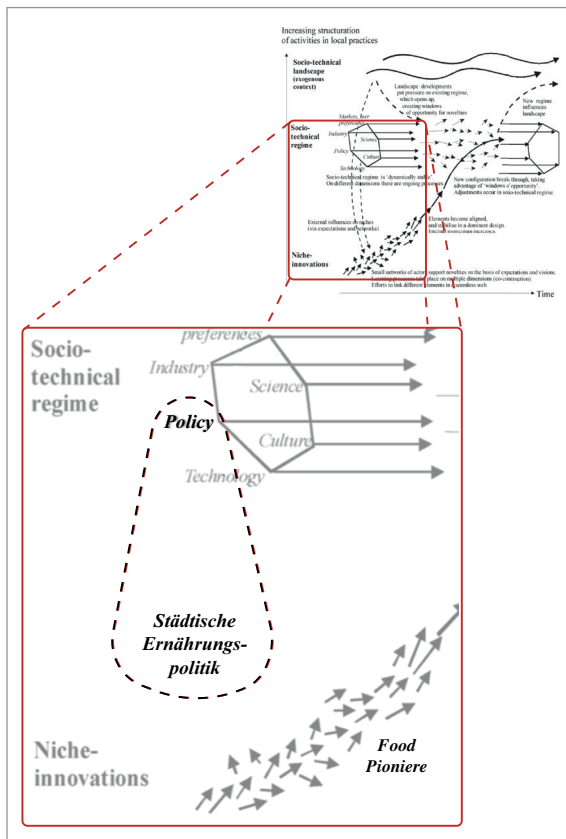 Increasing structuration
of activities in local practices
Socio-technical
landscape
(exogenous
context)
Landscape developments
put pressure on existing regime,
which opens up,
creating windows
of opportunity for novelties
New regime
influences
landscape
Markets, user
preferences
Socio-
technical
regime
Industry
Science
Policy
Culture
Technology
Socio-technical regime is 'dynamically stable'.
On different dimensions there are ongoing processes
New configuration break through, taking
advantage of 'windows o' opportunity'.
Adjustments occur in socio-technical regime.
External influences on niches
(via expectations and networks)
Elements become aligned,
and stabilise in a dominant design.
Internal momentum increases.
Niche-
innovations
Small networks of actors support novelties on the basis of expectations and visions.
Learning processes take place on multiple dimensions (co-construction).
Efforts to link different elements in a seamless web
Time
Socio-
technical
regime
preferences
Industry
Science
Policy
Culture
Technology
Städtische
Ernährungs-
politik
Niche-
innovations
Food
Pioniere